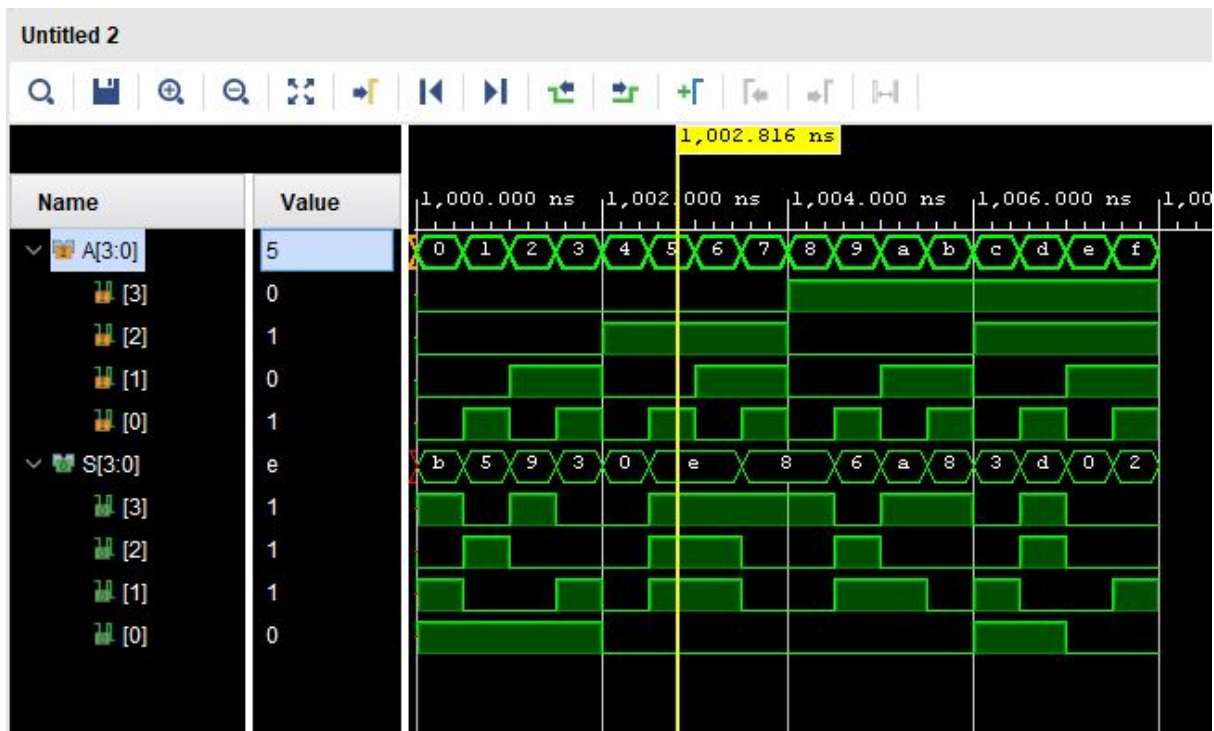 Untitled 2
1,002.816 ns
Name Value 1,000.000 ns 1,002.000 ns 1,004.000 ns 1,006.000 ns 1,00
A[3:0] 5 0 1 2 3 4 5 6 7 8 9 a b c d e f
[3] 0
[2] 1
[1] 0
[0] 1
S[3:0] e b 5 9 3 0 e 8 6 a 8 3 d 0 2
[3] 1
[2] 1
[1] 1
[0] 0